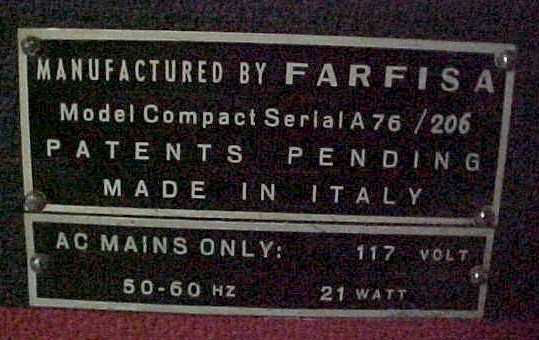 MANUFACTURED BY FARFISA
Model Compact Serial A 76 /206
PATENTS PENDING
MADE IN ITALY
AC MAINS ONLY: 117 VOLT
50-60 HZ 21 WATT